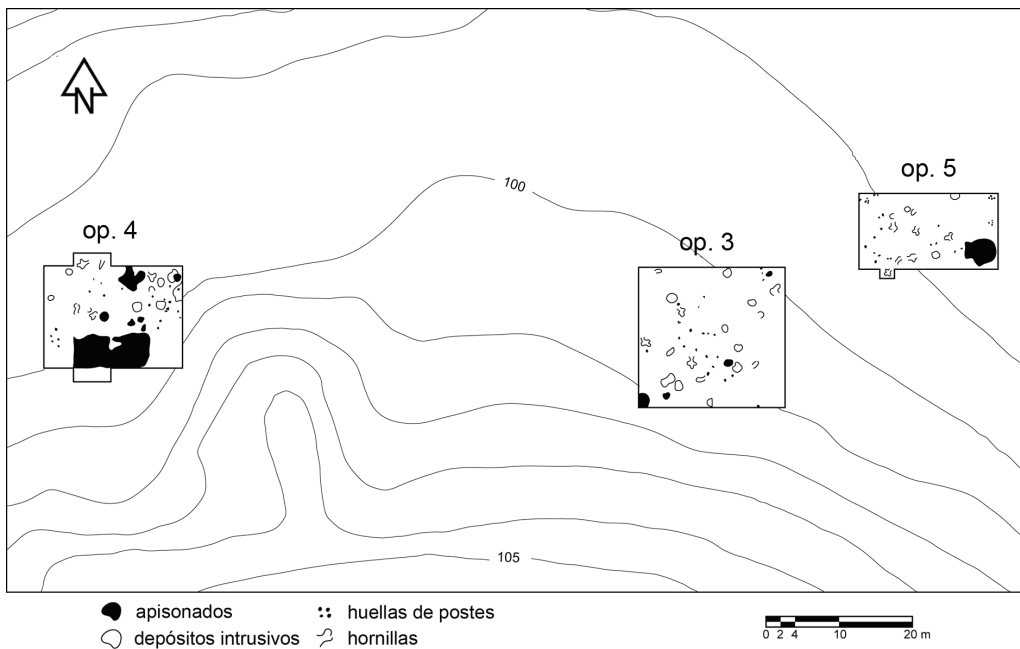 N
100
op. 5
op. 4
op. 3
105
apisonados
huellas de postes
depósitos intrusivos
hornillas
0 2 4 10 20 m